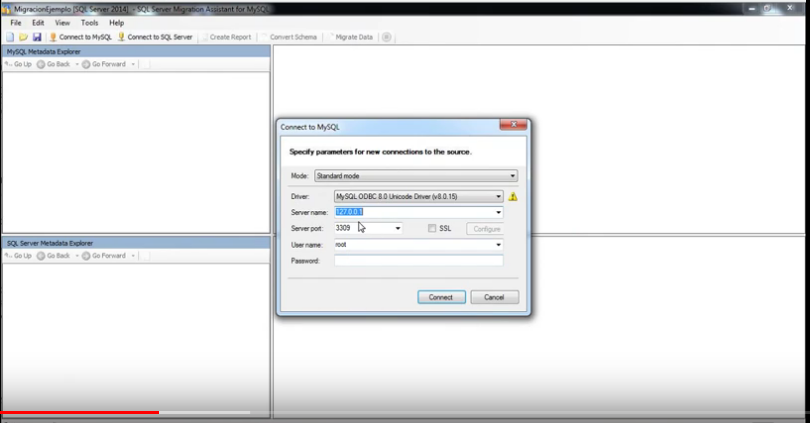 MigracionEjemplo [SQL Server 2014] - SQL Server Migration Assistant for MySQL
File Edit View Tools Help
Connect to MySQL Connect to SQL Server Create Report Convert Schema Migrate Data
MySQL Metadata Explorer
Go Up Go Back Go Forward
Connect to MySQL
Specify parameters for new connections to the source.
Mode: Standard mode
Driver: MySQL ODBC 8.0 Unicode Driver (v8.0.15)
Server name: 127.0.0.1
Server port: 3309 SSL Configure
User name: root
Password:
Connect Cancel
SQL Server Metadata Explorer
Go Up Go Back Go Forward